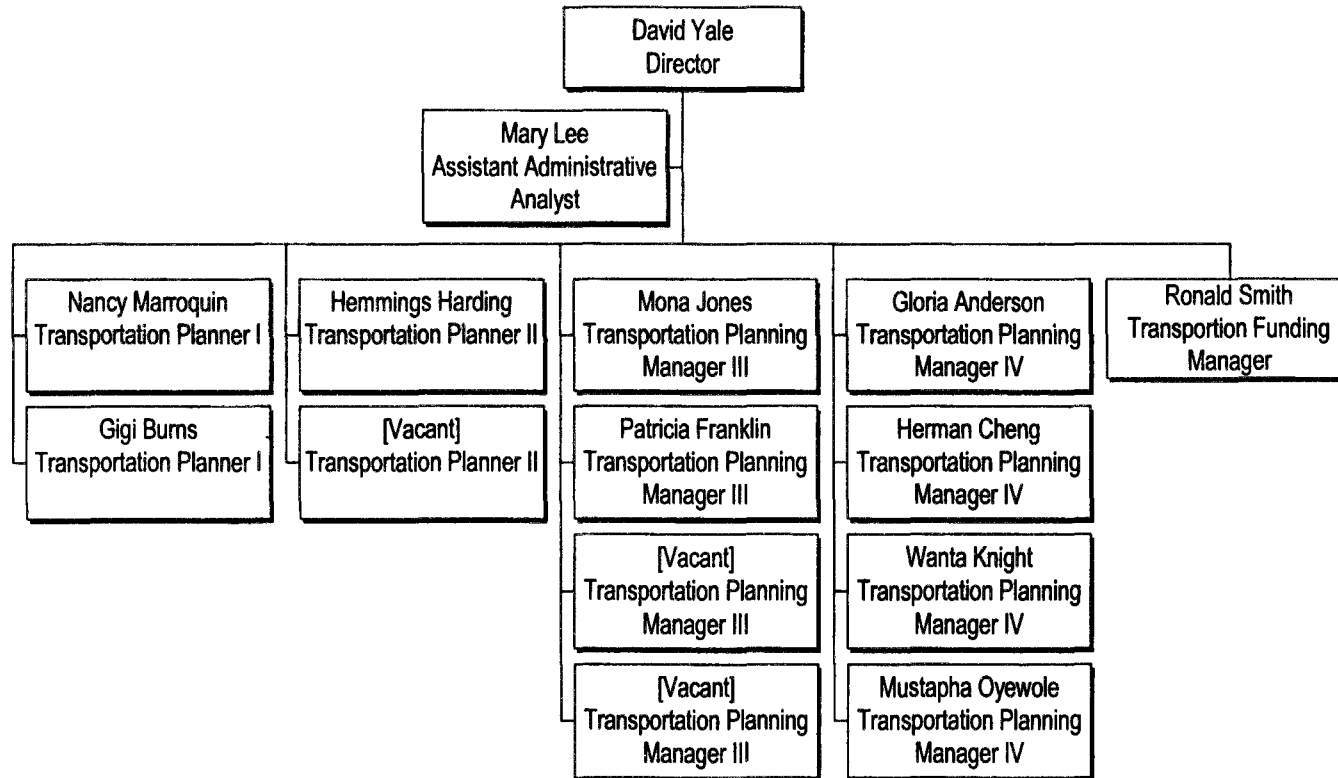 David Yale
Director
Mary Lee
Assistant Administrative
Analyst
Nancy Marroquin
Transportation Planner I
Gigi Burns
Transportation Planner I
Hemmings Harding
Transportation Planner II
[Vacant]
Transportation Planner II
Mona Jones
Transportation Planning
Manager III
Patricia Franklin
Transportation Planning
Manager III
[Vacant]
Transportation Planning
Manager III
[Vacant]
Transportation Planning
Manager III
Gloria Anderson
Transportation Planning
Manager IV
Herman Cheng
Transportation Planning
Manager IV
Wanta Knight
Transportation Planning
Manager IV
Mustapha Oyewole
Transportation Planning
Manager IV
Ronald Smith
Transportion Funding
Manager